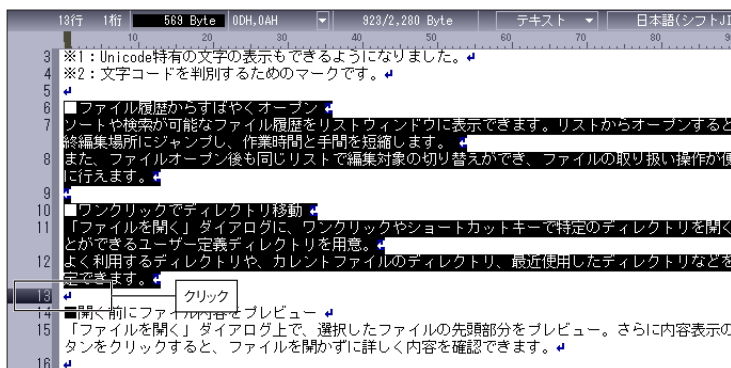 13行 1桁 569 Byte 0DH,0AH 923/2,280 Byte テキスト 日本語(シフトJI
10 20 30 40 50 60 70 80 9
3 ※1：Unicode特有の文字の表示もできるようになりました。
4 ※2：文字コードを判別するためのマークです。
5
6 ■ファイル履歴からすばやくオープン
7 ソートや検索が可能なファイル履歴をリストウィンドウに表示できます。リストからオープンすると
終編集場所にジャンプし、作業時間と手間を短縮します。
8 また、ファイルオープン後も同じリストで編集対象の切り替えができ、ファイルの取り扱い操作が便
に行えます。
9
10 ■ワンクリックでディレクトリ移動
11 「ファイルを開く」ダイアログに、ワンクリックやショートカットキーで特定のディレクトリを開く
とができるユーザー定義ディレクトリを用意。
12 よく利用するディレクトリや、カレントファイルのディレクトリ、最近使用したディレクトリなどを
定できます。
13 クリック
14 ■開く前にファイル内容をプレビュー
15 「ファイルを開く」ダイアログ上で、選択したファイルの先頭部分をプレビュー。さらに内容表示の
タンをクリックすると、ファイルを開かずに詳しく内容を確認できます。
16